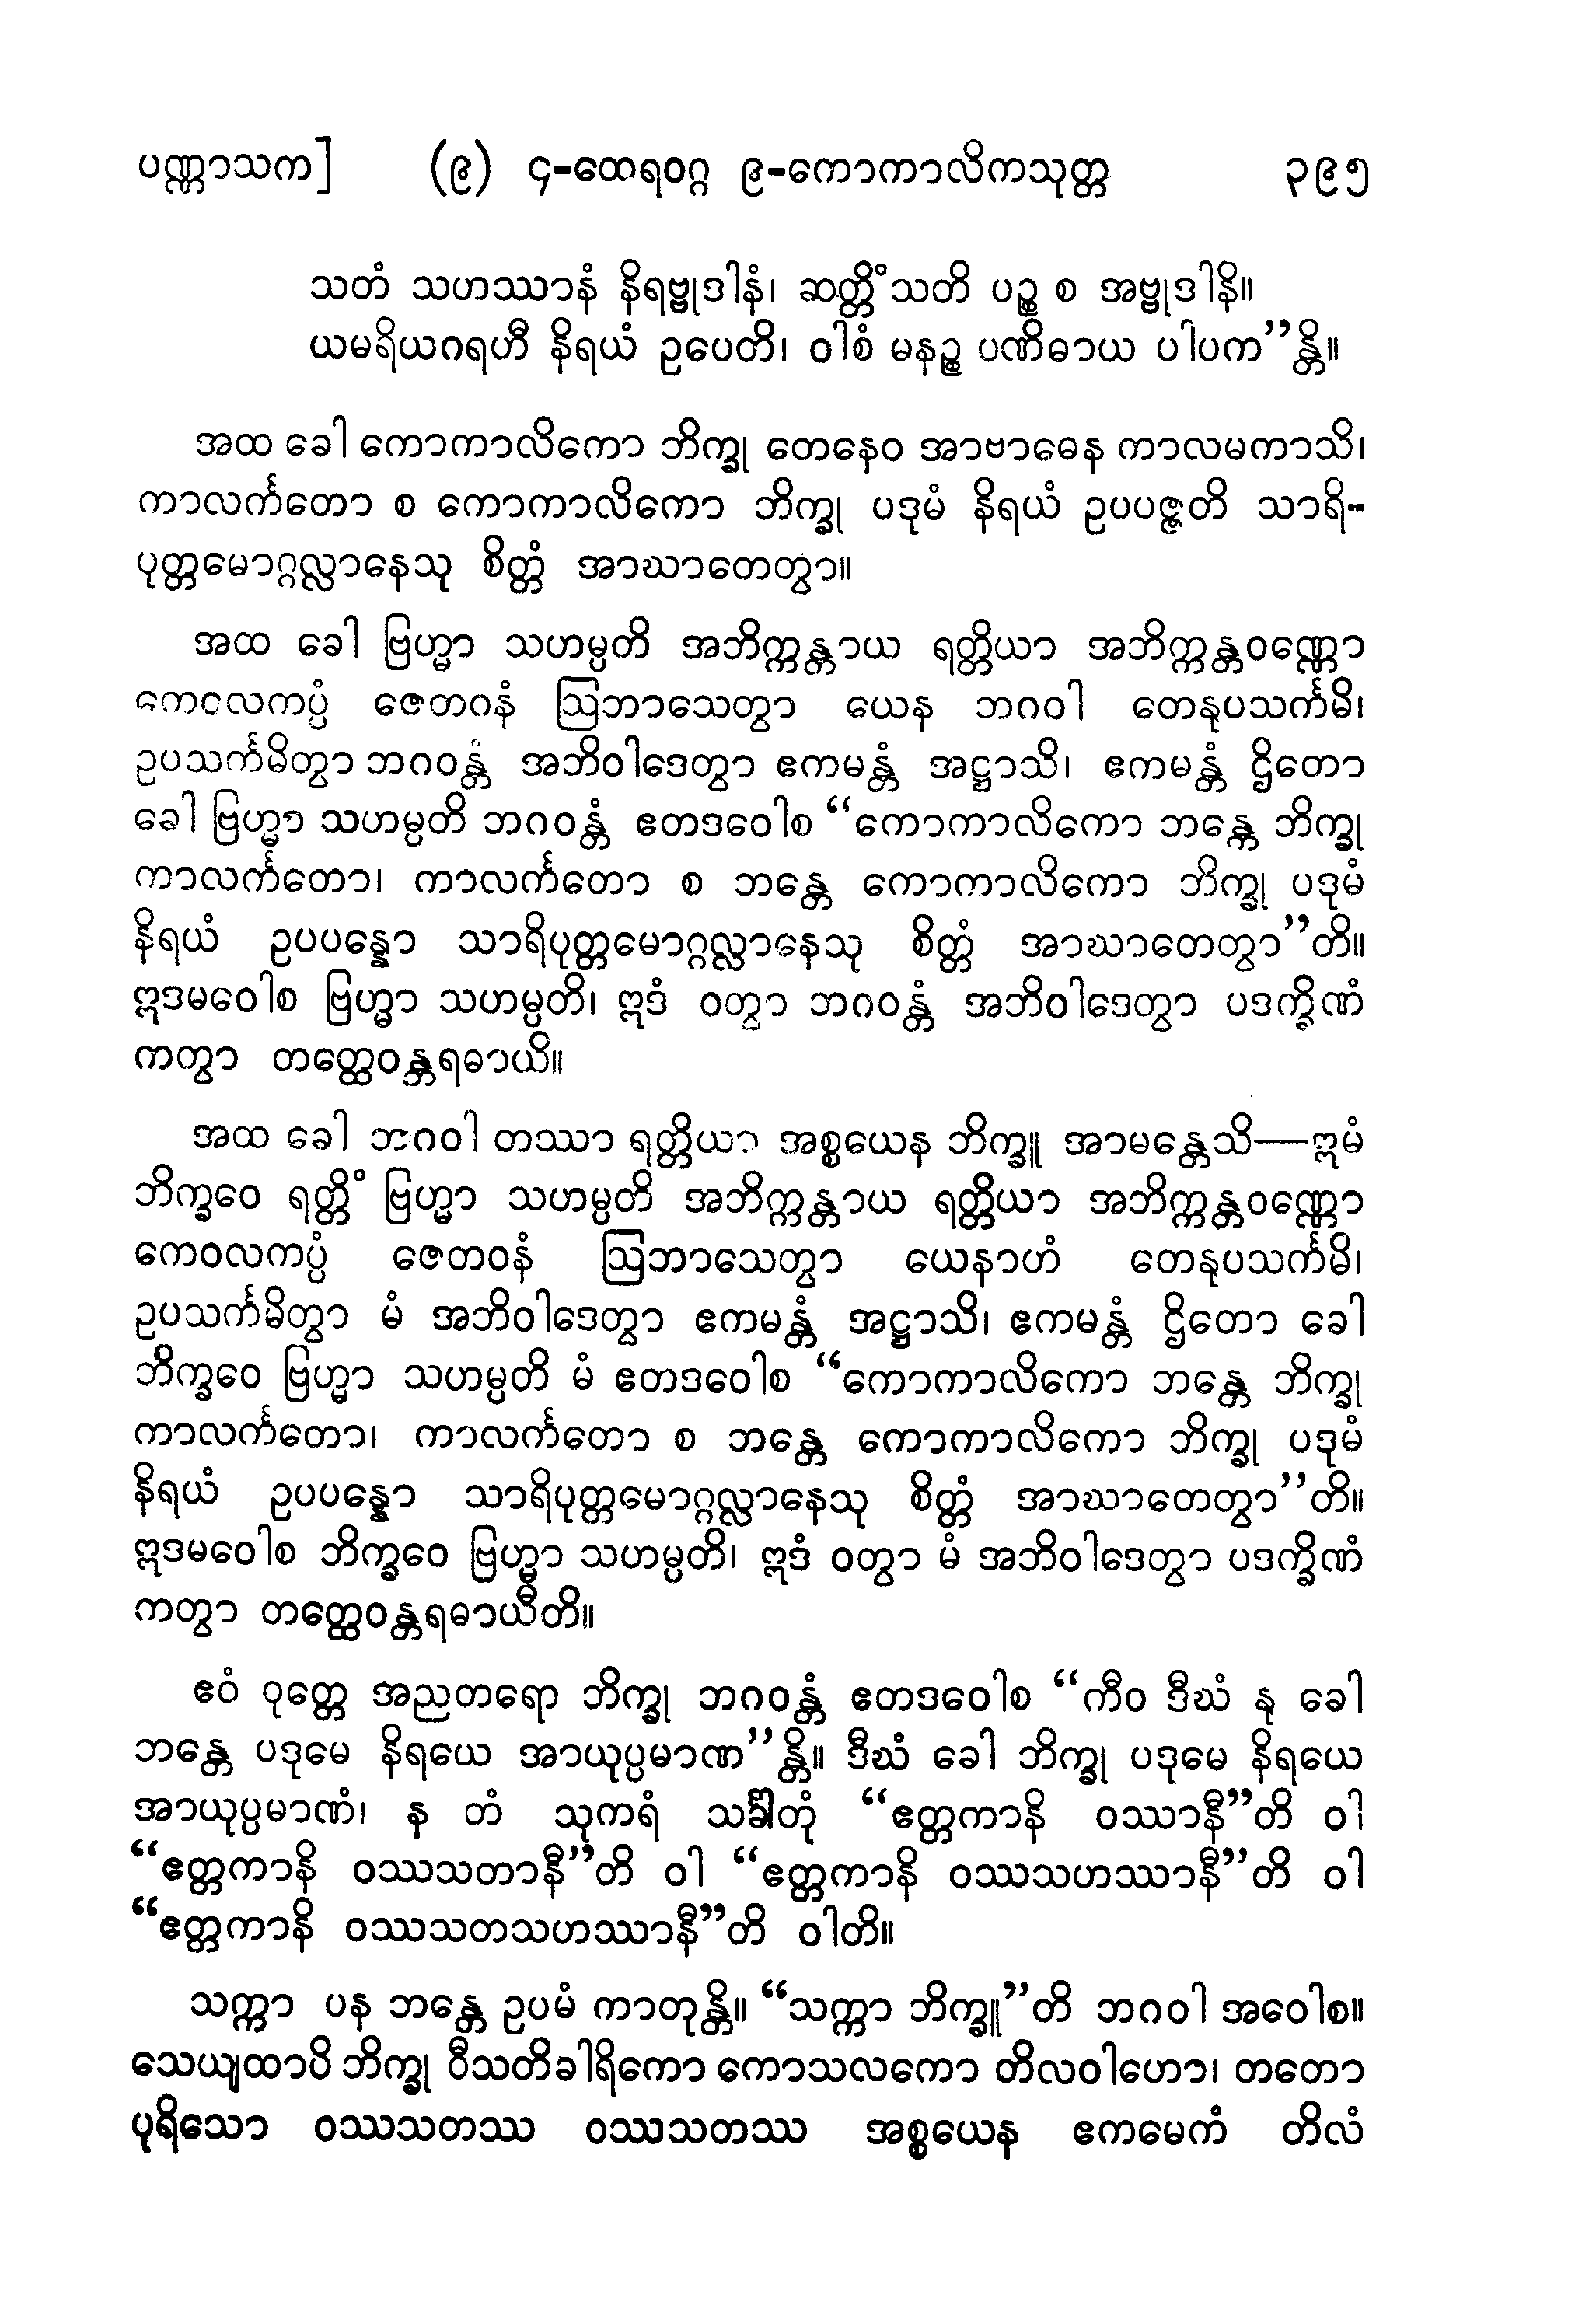 ပဏ္ဏာသက] (၉) ၄-ထေရဝဂ္ဂ ၉-ကောကာလိကသုတ္တ ၃၉၅
သတံ သဟဿာနံ နိရဗ္ဗုဒါနံ၊ ဆတ္တိံသတိ ပဉ္စ စ အဗ္ဗုဒါနိ။
ယမရိယဂရဟီ နိရယံ ဥပေတိ၊ ဝါစံ မနဉ္စ ပဏိဓာယ ပါပက”န္တိ။
အထ ခေါ ကောကာလိကော ဘိက္ခု တေနေဝ အာဗာဓေန ကာလမကာသိ၊
ကာလင်္ကတော စ ကောကာလိကော ဘိက္ခု ပဒုမံ နိရယံ ဥပပဇ္ဇတိ သာရိ-
ပုတ္တမောဂ္ဂလ္လာနေသု စိတ္တံ အာဃာတေတွာ။
အထ ခေါ ဗြဟ္မာ သဟမ္ပတိ အဘိက္ကန္တာယ ရတ္တိယာ အဘိက္ကန္တဝဏ္ဏော
ကေဝလကပ္ပံ ဇေတဝနံ ဩဘာသေတွာ ယေန ဘဂဝါ တေနုပသင်္ကမိ၊
ဥပသင်္ကမိတွာ ဘဂဝန္တံ အဘိဝါဒေတွာ ဧကမန္တံ အဋ္ဌာသိ၊ ဧကမန္တံ ဌိတော
ခေါ ဗြဟ္မာ သဟမ္ပတိ ဘဂဝန္တံ ဧတဒဝေါစ “ကောကာလိကော ဘန္တေ ဘိက္ခု
ကာလင်္ကတော၊ ကာလင်္ကတော စ ဘန္တေ ကောကာလိကော ဘိက္ခု ပဒုမံ
နိရယံ ဥပပန္နော သာရိပုတ္တမောဂ္ဂလ္လာနေသု စိတ္တံ အာဃာတေတွာ”တိ။
ဣဒမဝေါစ ဗြဟ္မာ သဟမ္ပတိ၊ ဣဒံ ဝတွာ ဘဂဝန္တံ အဘိဝါဒေတွာ ပဒက္ခိဏံ
ကတွာ တတ္ထေဝန္တရဓာယိ။
အထ ခေါ ဘဂဝါ တဿာ ရတ္တိယာ အစ္စယေန ဘိက္ခူ အာမန္တေသိ—ဣမံ
ဘိက္ခဝေ ရတ္တိံ ဗြဟ္မာ သဟမ္ပတိ အဘိက္ကန္တာယ ရတ္တိယာ အဘိက္ကန္တဝဏ္ဏော
ကေဝလကပ္ပံ ဇေတဝနံ ဩဘာသေတွာ ယေနာဟံ တေနုပသင်္ကမိ၊
ဥပသင်္ကမိတွာ မံ အဘိဝါဒေတွာ ဧကမန္တံ အဋ္ဌာသိ၊ ဧကမန္တံ ဌိတော ခေါ
ဘိက္ခဝေ ဗြဟ္မာ သဟမ္ပတိ မံ ဧတဒဝေါစ “ကောကာလိကော ဘန္တေ ဘိက္ခု
ကာလင်္ကတော၊ ကာလင်္ကတော စ ဘန္တေ ကောကာလိကော ဘိက္ခု ပဒုမံ
နိရယံ ဥပပန္နော သာရိပုတ္တမောဂ္ဂလ္လာနေသု စိတ္တံ အာဃာတေတွာ”တိ။
ဣဒမဝေါစ ဘိက္ခဝေ ဗြဟ္မာ သဟမ္ပတိ၊ ဣဒံ ဝတွာ မံ အဘိဝါဒေတွာ ပဒက္ခိဏံ
ကတွာ တတ္ထေဝန္တရဓာယီတိ။
ဧဝံ ဝုတ္တေ အညတရော ဘိက္ခု ဘဂဝန္တံ ဧတဒဝေါစ “ကီဝ ဒီဃံ နု ခေါ
ဘန္တေ ပဒုမေ နိရယေ အာယုပ္ပမာဏ”န္တိ။ ဒီဃံ ခေါ ဘိက္ခု ပဒုမေ နိရယေ
အာယုပ္ပမာဏံ၊ န တံ သုကရံ သင်္ခါတုံ “ဧတ္တကာနိ ဝဿာနီ”တိ ဝါ
“ဧတ္တကာနိ ဝဿသတာနီ”တိ ဝါ “ဧတ္တကာနိ ဝဿသဟဿာနီ”တိ ဝါ
“ဧတ္တကာနိ ဝဿသတသဟဿာနီ”တိ ဝါတိ။
သက္ကာ ပန ဘန္တေ ဥပမံ ကာတုန္တိ။ “သက္ကာ ဘိက္ခူ”တိ ဘဂဝါ အဝေါစ။
သေယျထာပိ ဘိက္ခု ဝီသတိခါရိကော ကောသလကော တိလဝါဟော၊ တတော
ပုရိသော ဝဿသတဿ ဝဿသတဿ အစ္စယေန ဧကမေကံ တိလံ